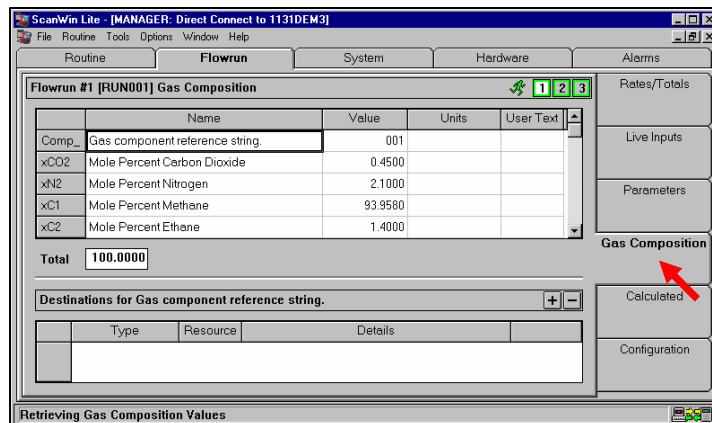 ScanWin Lite - [MANAGER: Direct Connect to 1131DEM3]
File Routine Tools Options Window Help
Routine Flowrun System Hardware Alarms
Flowrun #1 [RUN001] Gas Composition 1 2 3
Name Value Units User Text
Comp_ Gas component reference string. 001
xCO2 Mole Percent Carbon Dioxide 0.4500
xN2 Mole Percent Nitrogen 2.1000
xC1 Mole Percent Methane 93.9580
xC2 Mole Percent Ethane 1.4000
Total 100.0000
Destinations for Gas component reference string. + -
Type Resource Details
Rates/Totals
Live Inputs
Parameters
Gas Composition
Calculated
Configuration
Retrieving Gas Composition Values